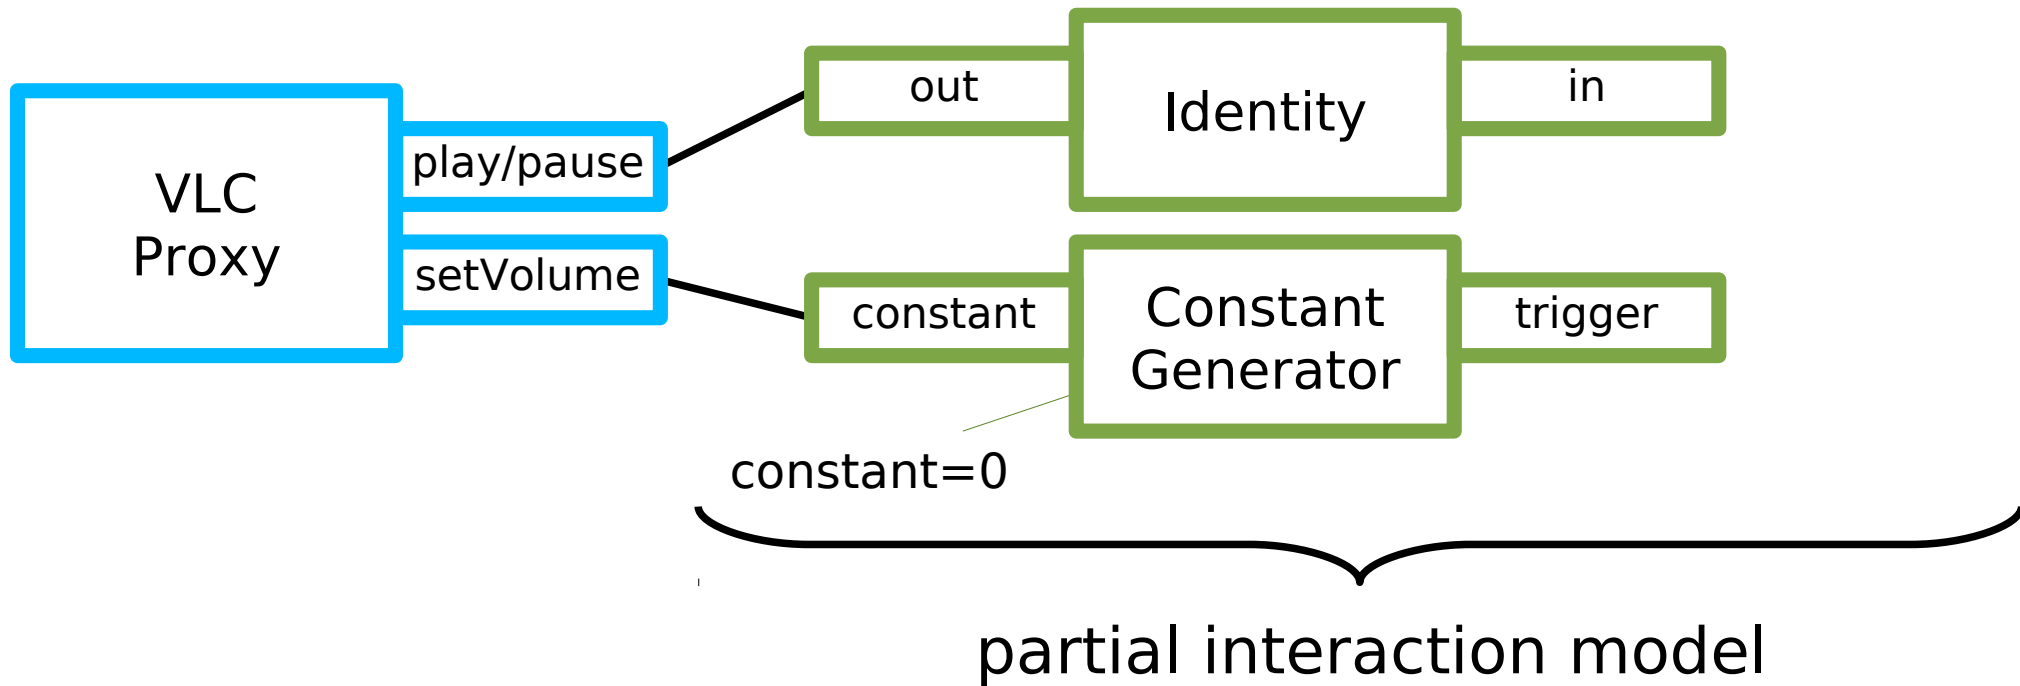 VLC
Proxy
play/pause
setVolume
out
Identity
in
constant
Constant
Generator
trigger
constant=0
partial interaction model